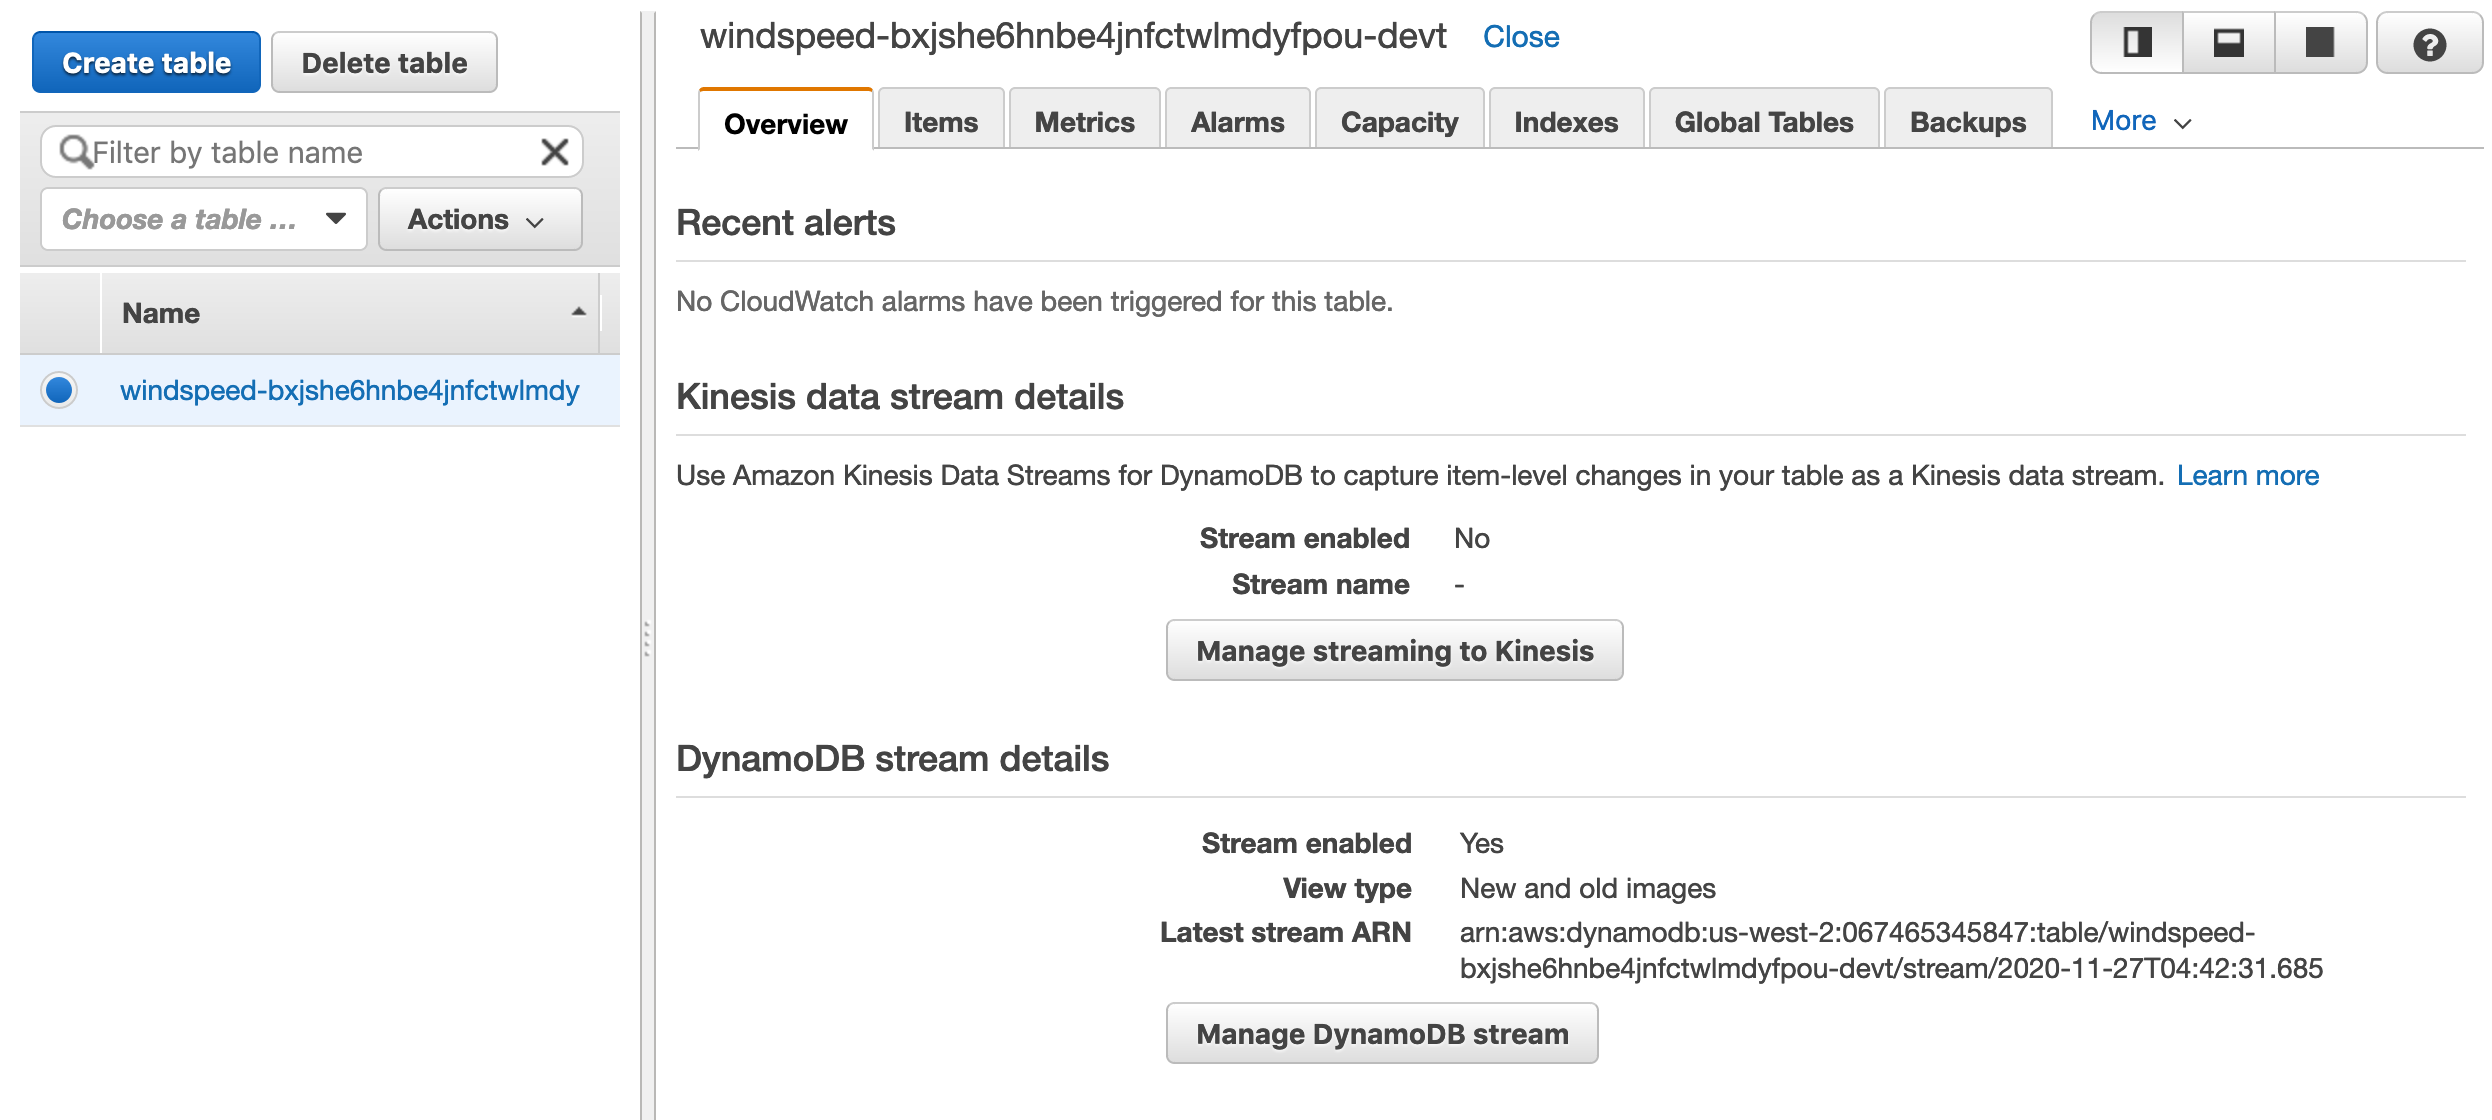 Create table
Delete table
Filter by table name
Choose a table ...
Actions
Name
windspeed-bxjshe6hnbe4jnfctwlmdy
windspeed-bxjshe6hnbe4jnfctwlmdyfpou-devt Close
Overview
Items
Metrics
Alarms
Capacity
Indexes
Global Tables
Backups
More
Recent alerts
No CloudWatch alarms have been triggered for this table.
Kinesis data stream details
Use Amazon Kinesis Data Streams for DynamoDB to capture item-level changes in your table as a Kinesis data stream. Learn more
Stream enabled No
Stream name -
Manage streaming to Kinesis
DynamoDB stream details
Stream enabled Yes
View type New and old images
Latest stream ARN arn:aws:dynamodb:us-west-2:067465345847:table/windspeed-
bxjshe6hnbe4jnfctwlmdyfpou-devt/stream/2020-11-27T04:42:31.685
Manage DynamoDB stream